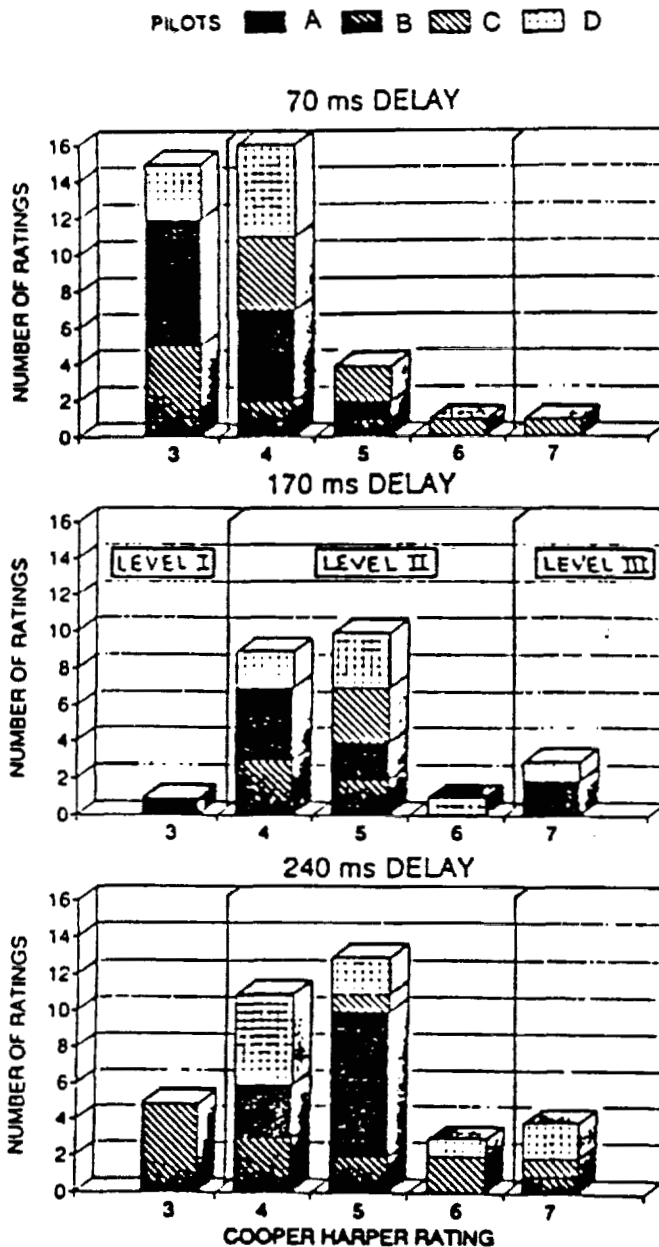 PILOTS A B C D
70 ms DELAY
NUMBER OF RATINGS
16
14
12
10
8
6
4
2
0
3 4 5 6 7
170 ms DELAY
NUMBER OF RATINGS
16
14
12
10
8
6
4
2
0
LEVEL I LEVEL II LEVEL III
3 4 5 6 7
240 ms DELAY
NUMBER OF RATINGS
16
14
12
10
8
6
4
2
0
3 4 5 6 7
COOPER HARPER RATING